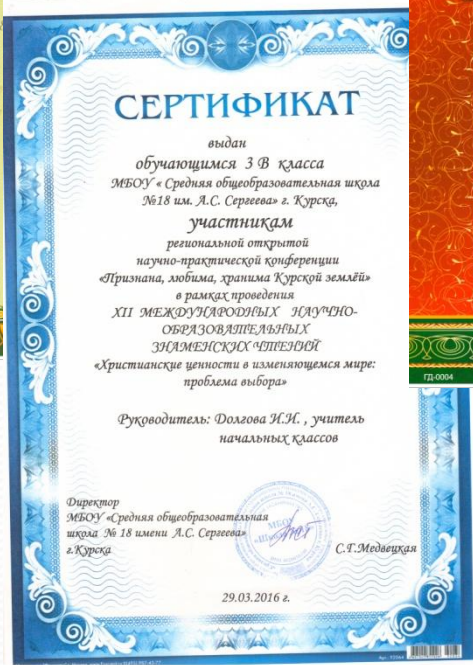 СЕРТИФИКАТ
выдан
обучающимся 3 В класса
МБОУ « Средняя общеобразовательная школа
№18 им. А.С. Сергеева» г. Курска,
участникам
региональной открытой
научно-практической конференции
«Признана, любима, хранима Курской землёй»
в рамках проведения
XII МЕЖДУНАРОДНЫХ НАУЧНО-
ОБРАЗОВАТЕЛЬНЫХ
ЗНАМЕНСКИХ ЧТЕНИЙ
«Христианские ценности в изменяющемся мире:
проблема выбора»
Руководитель: Долгова И.И. , учитель
начальных классов
Директор
МБОУ «Средняя общеобразовательная
школа № 18 имени А.С. Сергеева»
г.Курска
С.Г.Медвецкая
29.03.2016 г.
ГД-0004